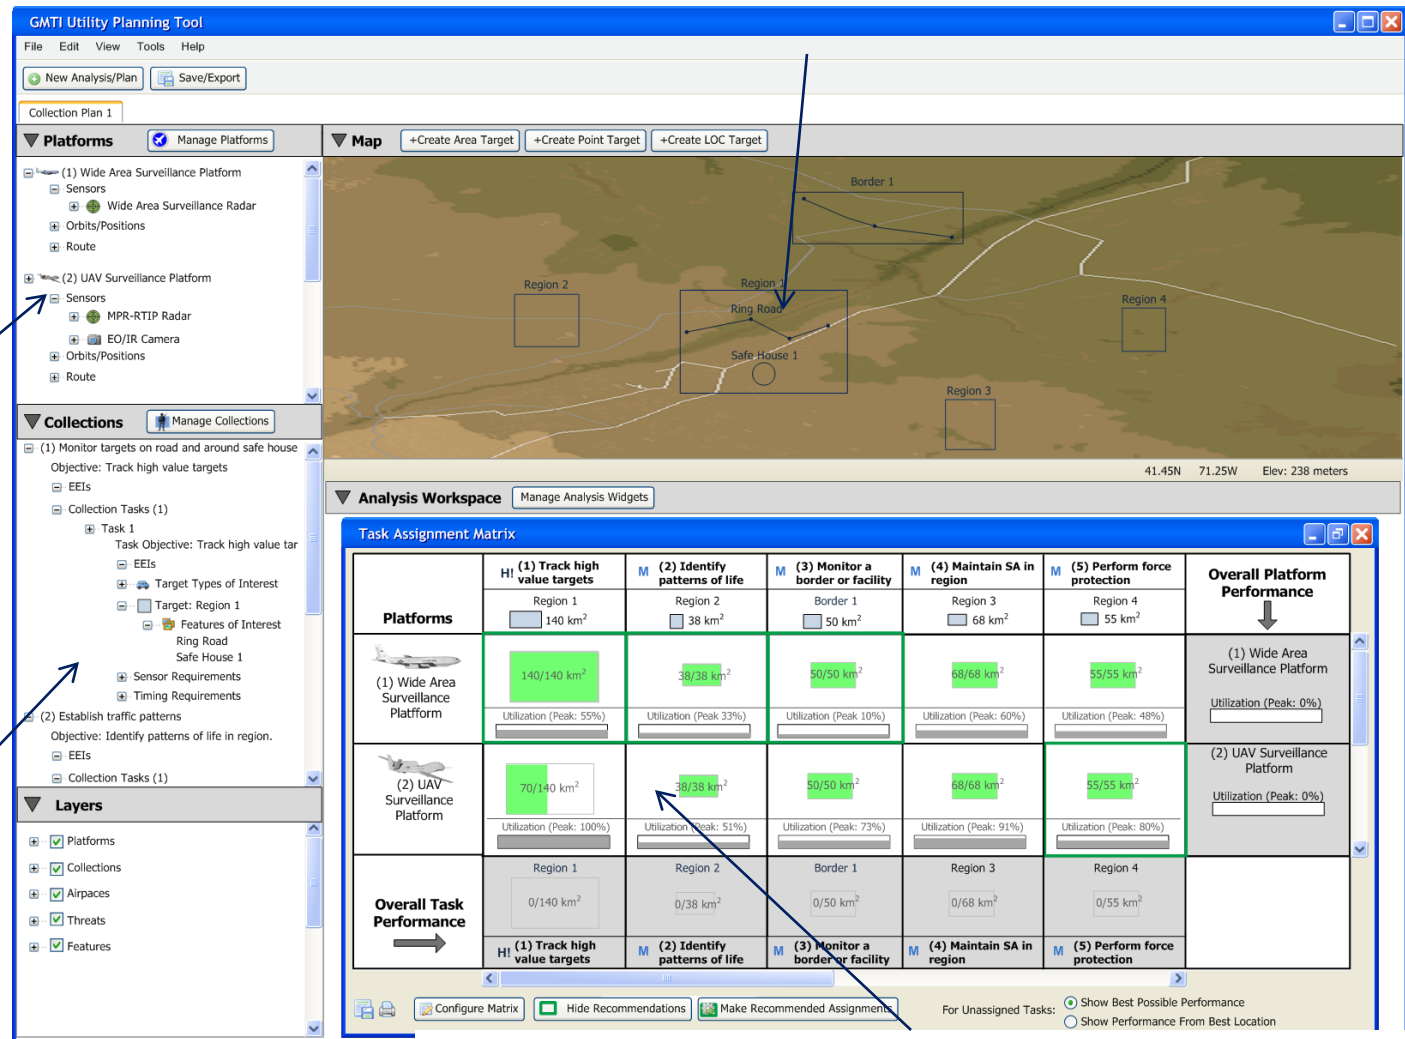 GMTI Utility Planning Tool
File Edit View Tools Help
New Analysis/Plan Save/Export
Collection Plan 1
Platforms Manage Platforms
(1) Wide Area Surveillance Platform
Sensors
Wide Area Surveillance Radar
Orbits/Positions
Route
(2) UAV Surveillance Platform
Sensors
MPR-RTIP Radar
EO/IR Camera
Orbits/Positions
Route
Collections Manage Collections
(1) Monitor targets on road and around safe house
Objective: Track high value targets
EEIs
Collection Tasks (1)
Task 1
Task Objective: Track high value tar
EEIs
Target Types of Interest
Target: Region 1
Features of Interest
Ring Road
Safe House 1
Sensor Requirements
Timing Requirements
(2) Establish traffic patterns
Objective: Identify patterns of life in region.
EEIs
Collection Tasks (1)
Layers
Platforms
Collections
Airpaces
Threats
Features
Map +Create Area Target +Create Point Target +Create LOC Target
Border 1
Region 2
Region 1
Ring Road
Safe House 1
Region 4
Region 3
41.45N 71.25W Elev: 238 meters
Analysis Workspace Manage Analysis Widgets
Task Assignment Matrix
H! (1) Track high value targets
M (2) Identify patterns of life
M (3) Monitor a border or facility
M (4) Maintain SA in region
M (5) Perform force protection
Overall Platform Performance
Platforms
Region 1
140 km²
Region 2
38 km²
Border 1
50 km²
Region 3
68 km²
Region 4
55 km²
(1) Wide Area
Surveillance
Platfform
140/140 km²
Utilization (Peak: 55%)
38/38 km²
Utilization (Peak 33%)
50/50 km²
Utilization (Peak 10%)
68/68 km²
Utilization (Peak: 60%)
55/55 km²
Utilization (Peak: 48%)
(1) Wide Area
Surveillance Platform
Utilization (Peak: 0%)
(2) UAV
Surveillance
Platform
70/140 km²
Utilization (Peak: 100%)
38/38 km²
Utilization (Peak: 51%)
50/50 km²
Utilization (Peak: 73%)
68/68 km²
Utilization (Peak: 91%)
55/55 km²
Utilization (Peak: 80%)
(2) UAV Surveillance
Platform
Utilization (Peak: 0%)
Overall Task
Performance
Region 1
0/140 km²
Region 2
0/38 km²
Border 1
0/50 km²
Region 3
0/68 km²
Region 4
0/55 km²
H! (1) Track high value targets
M (2) Identify patterns of life
M (3) Monitor a border or facility
M (4) Maintain SA in region
M (5) Perform force protection
Configure Matrix Hide Recommendations Make Recommended Assignments For Unassigned Tasks:
Show Best Possible Performance
Show Performance From Best Location